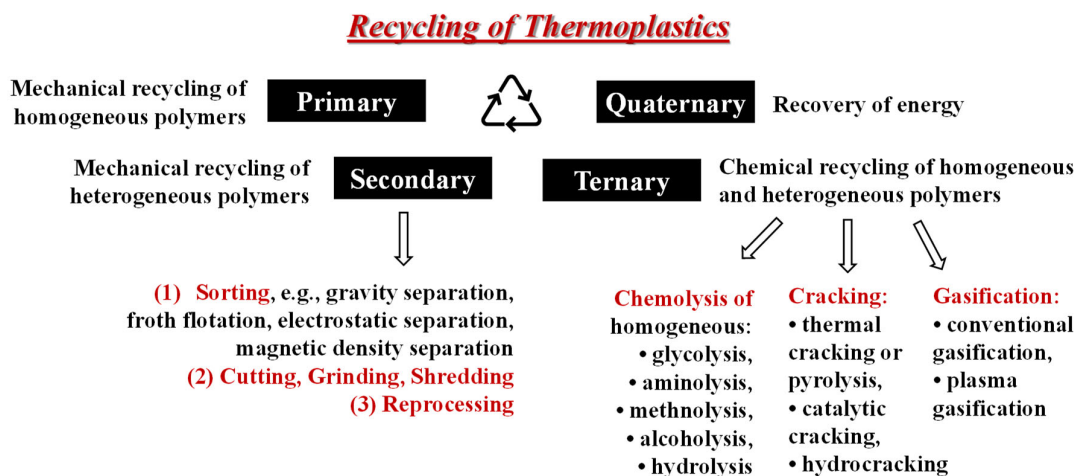 Recycling of Thermoplastics
Mechanical recycling of
homogeneous polymers
Primary
Quaternary
Recovery of energy
Mechanical recycling of
heterogeneous polymers
Secondary
Ternary
Chemical recycling of homogeneous
and heterogeneous polymers
(1) Sorting, e.g., gravity separation,
froth flotation, electrostatic separation,
magnetic density separation
(2) Cutting, Grinding, Shredding
(3) Reprocessing
Chemolysis of
homogeneous:
• glycolysis,
• aminolysis,
• methnolysis,
• alcoholysis,
• hydrolysis
Cracking:
• thermal
cracking or
pyrolysis,
• catalytic
cracking,
• hydrocracking
Gasification:
• conventional
gasification,
• plasma
gasification